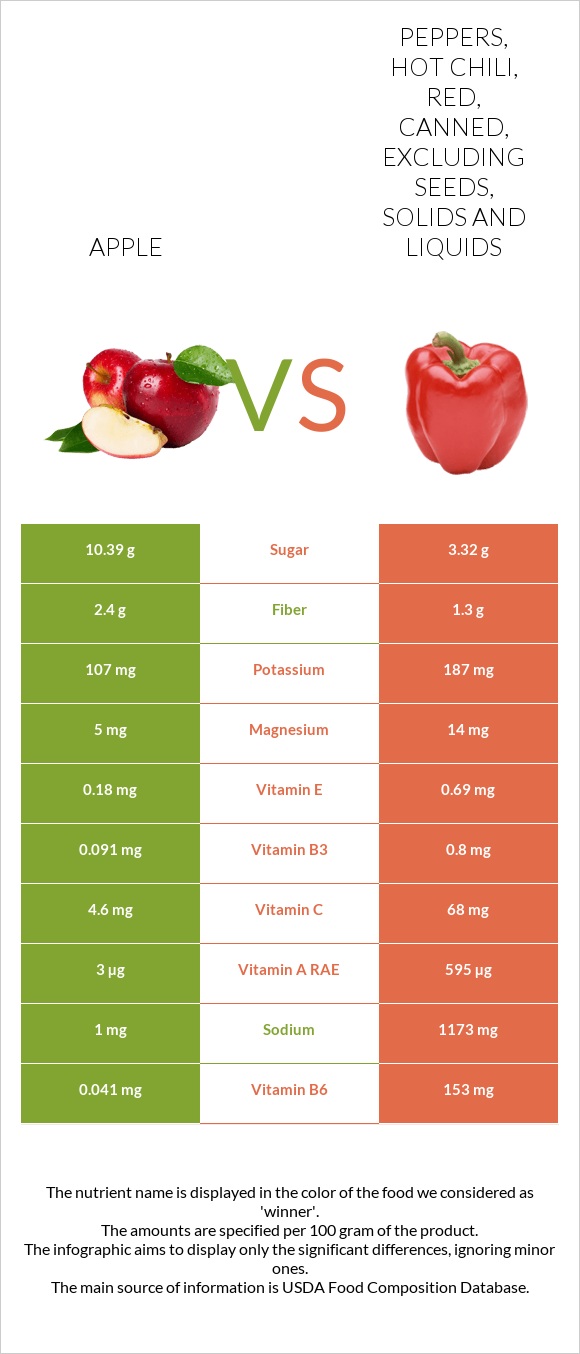 APPLE
PEPPERS,
HOT CHILI,
RED,
CANNED,
EXCLUDING
SEEDS,
SOLIDS AND
LIQUIDS
VS
10.39 g Sugar 3.32 g
2.4 g Fiber 1.3 g
107 mg Potassium 187 mg
5 mg Magnesium 14 mg
0.18 mg Vitamin E 0.69 mg
0.091 mg Vitamin B3 0.8 mg
4.6 mg Vitamin C 68 mg
3 µg Vitamin A RAE 595 µg
1 mg Sodium 1173 mg
0.041 mg Vitamin B6 153 mg
The nutrient name is displayed in the color of the food we considered as
'winner'.
The amounts are specified per 100 gram of the product.
The infographic aims to display only the significant differences, ignoring minor
ones.
The main source of information is USDA Food Composition Database.